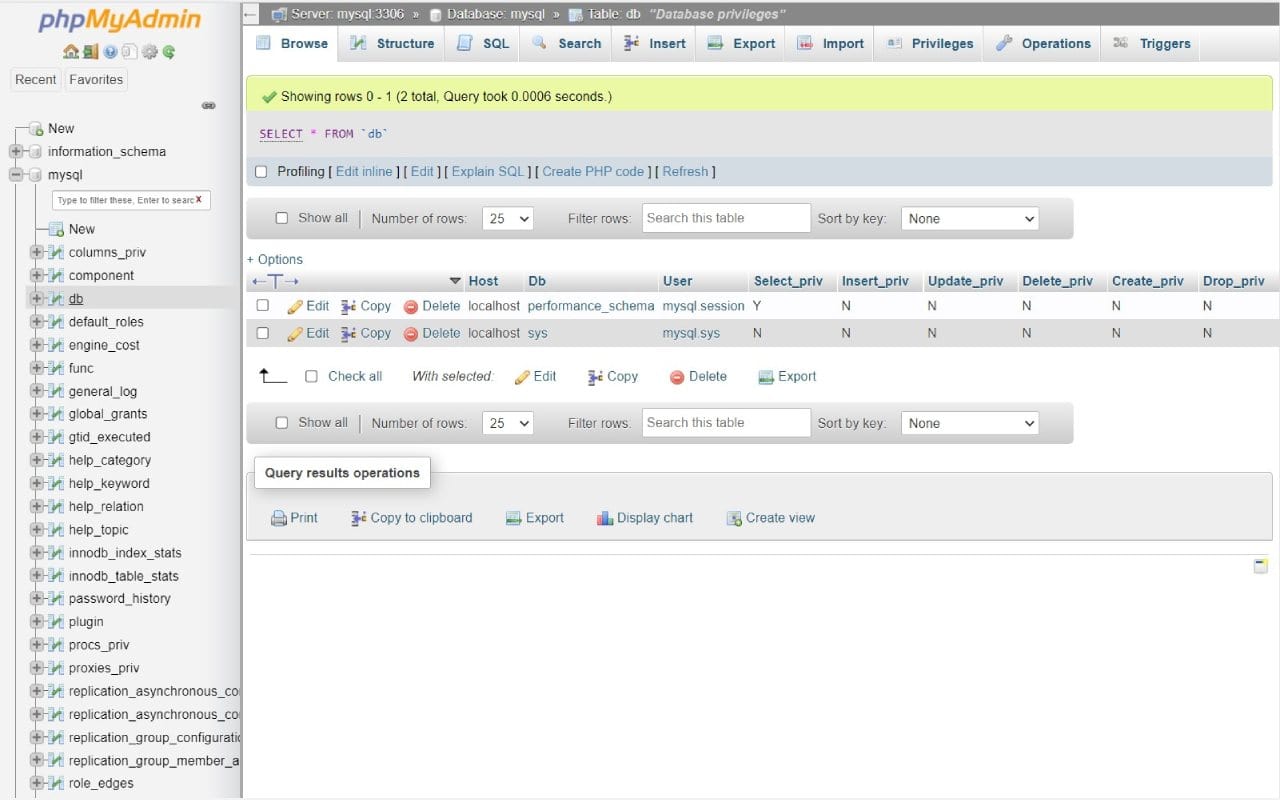 phpMyAdmin
Recent Favorites
New
information_schema
mysql
Type to filter these, Enter to searc X
New
columns_priv
component
db
default_roles
engine_cost
func
general_log
global_grants
gtid_executed
help_category
help_keyword
help_relation
help_topic
innodb_index_stats
innodb_table_stats
password_history
plugin
procs_priv
proxies_priv
replication_asynchronous_co
replication_asynchronous_co
replication_group_configuratio
replication_group_member_a
role_edges
Server: mysql:3306 » Database: mysql » Table: db "Database privileges"
Browse Structure SQL Search Insert Export Import Privileges Operations Triggers
Showing rows 0 - 1 (2 total, Query took 0.0006 seconds.)
SELECT * FROM `db`
Profiling [ Edit inline ] [ Edit ] [ Explain SQL ] [ Create PHP code ] [ Refresh ]
Show all Number of rows: 25 Filter rows: Search this table Sort by key: None
+ Options
←T→ Host Db User Select_priv Insert_priv Update_priv Delete_priv Create_priv Drop_priv
Edit Copy Delete localhost performance_schema mysql.session Y N N N N N
Edit Copy Delete localhost sys mysql.sys N N N N N N
Check all With selected: Edit Copy Delete Export
Show all Number of rows: 25 Filter rows: Search this table Sort by key: None
Query results operations
Print Copy to clipboard Export Display chart Create view